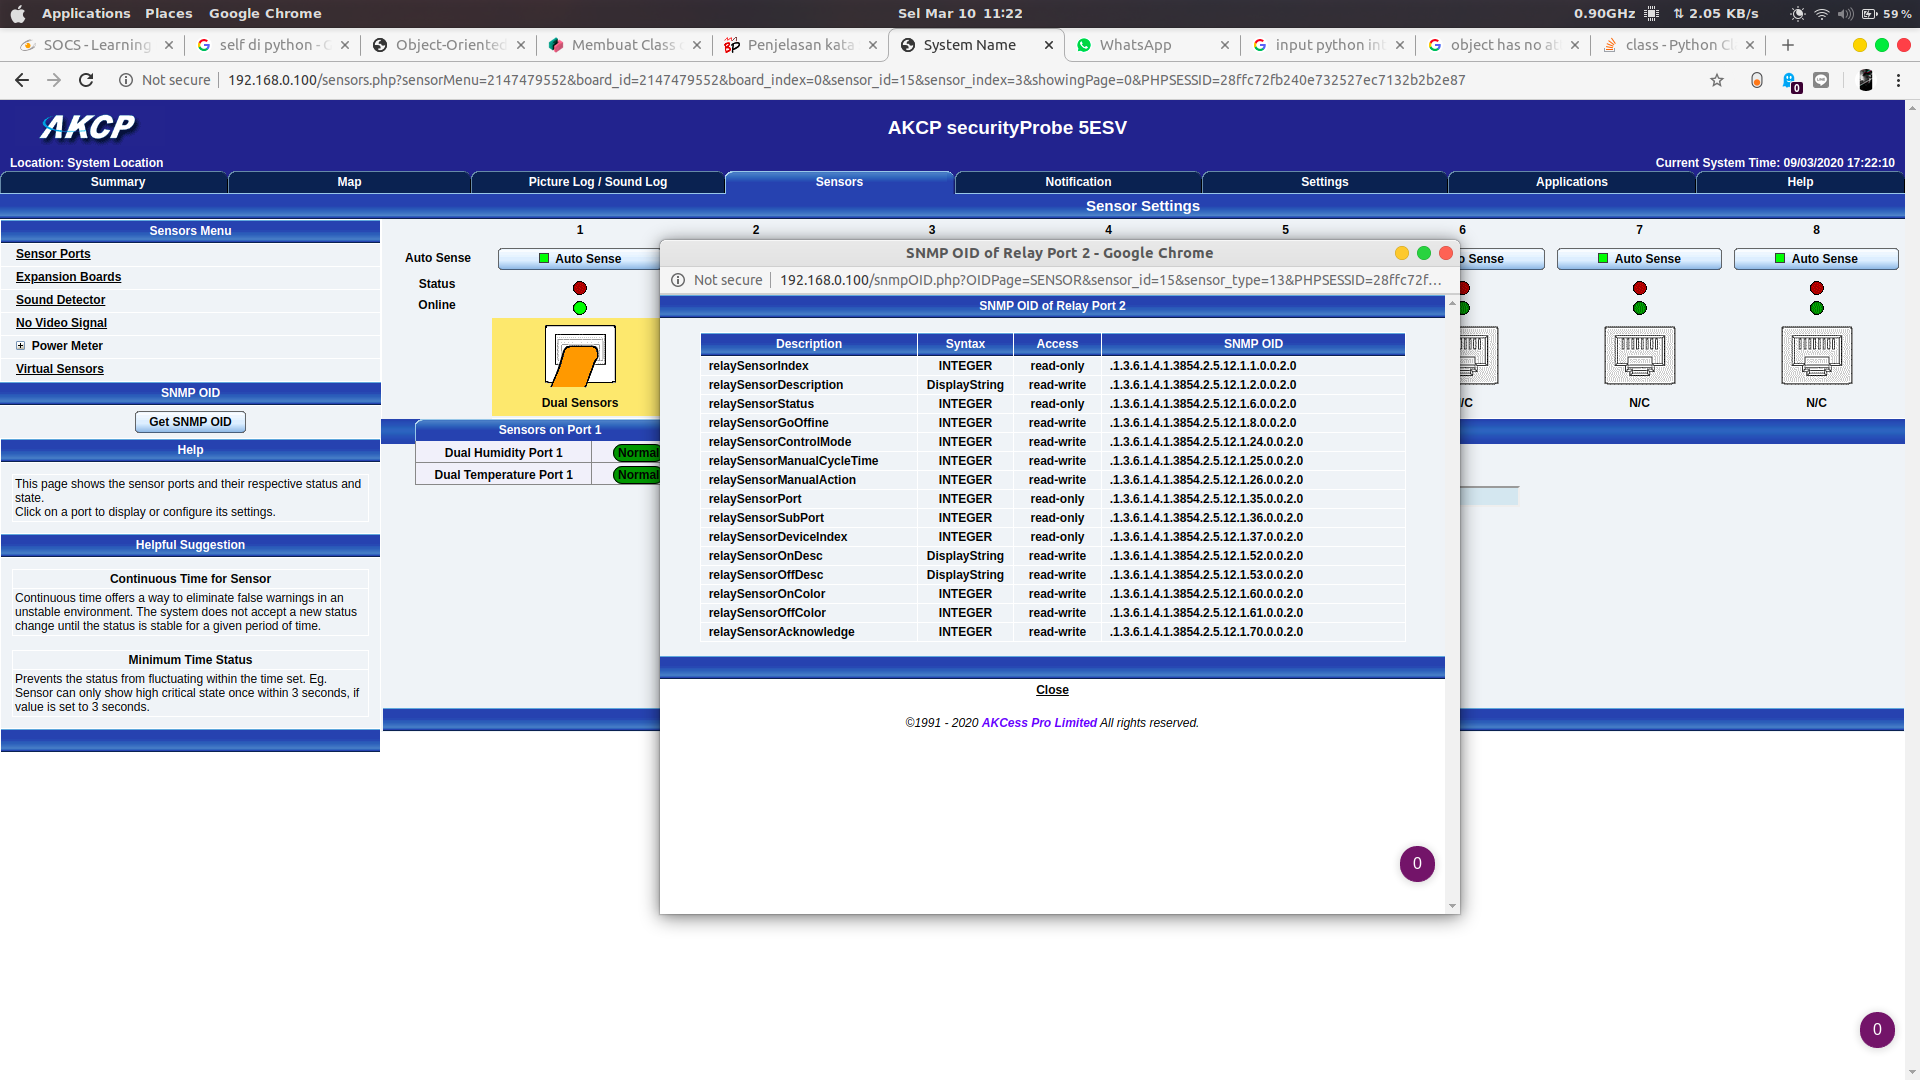 Applications Places Google Chrome Sel Mar 10 11:22 0.90GHz 2.05 KB/s 59 %
SOCS - Learning self di python - G Object-Oriented Membuat Class Penjelasan kata System Name WhatsApp input python int object has no att class - Python Cl
Not secure 192.168.0.100/sensors.php?sensorMenu=2147479552&board_id=2147479552&board_index=0&sensor_id=15&sensor_index=3&showingPage=0&PHPSESSID=28ffc72fb240e732527ec7132b2b2e87 0
AKCP
AKCP securityProbe 5ESV
Location: System Location Current System Time: 09/03/2020 17:22:10
Summary Map Picture Log / Sound Log Sensors Notification Settings Applications Help
Sensor Settings
Sensors Menu
Sensor Ports
Expansion Boards
Sound Detector
No Video Signal
Power Meter
Virtual Sensors
SNMP OID
Get SNMP OID
Help
This page shows the sensor ports and their respective status and
state.
Click on a port to display or configure its settings.
Helpful Suggestion
Continuous Time for Sensor
Continuous time offers a way to eliminate false warnings in an
unstable environment. The system does not accept a new status
change until the status is stable for a given period of time.
Minimum Time Status
Prevents the status from fluctuating within the time set. Eg.
Sensor can only show high critical state once within 3 seconds, if
value is set to 3 seconds.
1 2 3 4 5 6 7 8
Auto Sense Auto Sense o Sense Auto Sense Auto Sense
Status
Online
Dual Sensors /C N/C N/C
Sensors on Port 1
Dual Humidity Port 1 Normal
Dual Temperature Port 1 Normal
SNMP OID of Relay Port 2 - Google Chrome
Not secure 192.168.0.100/snmpOID.php?OIDPage=SENSOR&sensor_id=15&sensor_type=13&PHPSESSID=28ffc72f...
SNMP OID of Relay Port 2
Description Syntax Access SNMP OID
relaySensorIndex INTEGER read-only .1.3.6.1.4.1.3854.2.5.12.1.1.0.0.2.0
relaySensorDescription DisplayString read-write .1.3.6.1.4.1.3854.2.5.12.1.2.0.0.2.0
relaySensorStatus INTEGER read-only .1.3.6.1.4.1.3854.2.5.12.1.6.0.0.2.0
relaySensorGoOffine INTEGER read-write .1.3.6.1.4.1.3854.2.5.12.1.8.0.0.2.0
relaySensorControlMode INTEGER read-write .1.3.6.1.4.1.3854.2.5.12.1.24.0.0.2.0
relaySensorManualCycleTime INTEGER read-write .1.3.6.1.4.1.3854.2.5.12.1.25.0.0.2.0
relaySensorManualAction INTEGER read-write .1.3.6.1.4.1.3854.2.5.12.1.26.0.0.2.0
relaySensorPort INTEGER read-only .1.3.6.1.4.1.3854.2.5.12.1.35.0.0.2.0
relaySensorSubPort INTEGER read-only .1.3.6.1.4.1.3854.2.5.12.1.36.0.0.2.0
relaySensorDeviceIndex INTEGER read-only .1.3.6.1.4.1.3854.2.5.12.1.37.0.0.2.0
relaySensorOnDesc DisplayString read-write .1.3.6.1.4.1.3854.2.5.12.1.52.0.0.2.0
relaySensorOffDesc DisplayString read-write .1.3.6.1.4.1.3854.2.5.12.1.53.0.0.2.0
relaySensorOnColor INTEGER read-write .1.3.6.1.4.1.3854.2.5.12.1.60.0.0.2.0
relaySensorOffColor INTEGER read-write .1.3.6.1.4.1.3854.2.5.12.1.61.0.0.2.0
relaySensorAcknowledge INTEGER read-write .1.3.6.1.4.1.3854.2.5.12.1.70.0.0.2.0
Close
©1991 - 2020 AKCess Pro Limited All rights reserved.
0
0